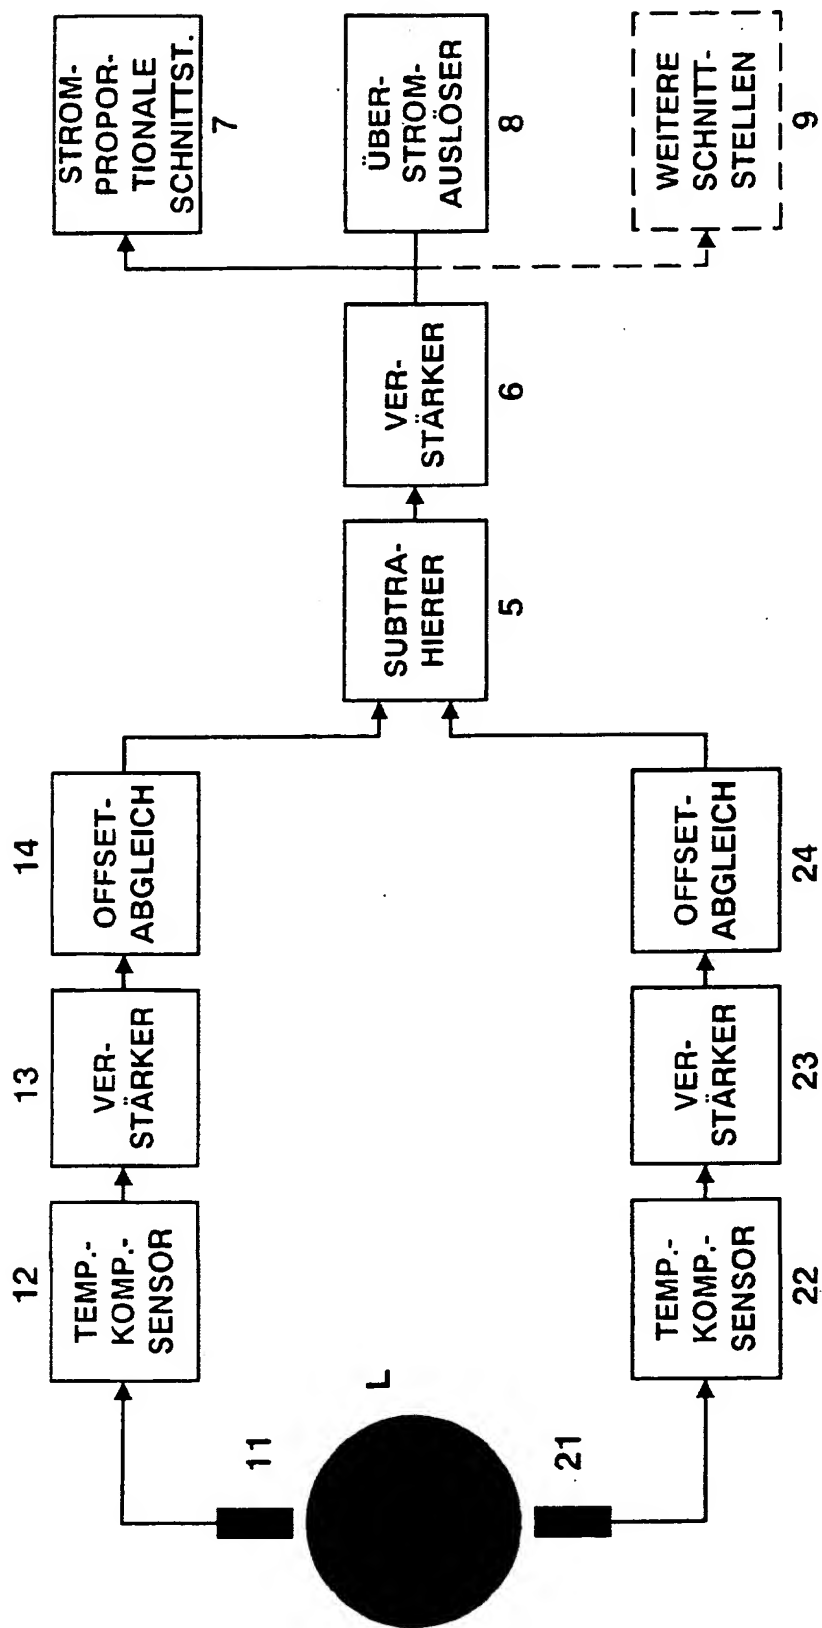 11
L
21
12
TEMP.-
KOMP.-
SENSOR
13
VER-
STÄRKER
14
OFFSET-
ABGLEICH
22
TEMP.-
KOMP.-
SENSOR
23
VER-
STÄRKER
24
OFFSET-
ABGLEICH
SUBTRA-
HIERER
5
VER-
STÄRKER
6
STROM-
PROPOR-
TIONALE
SCHNITTST.
7
ÜBER-
STROM-
AUSLÖSER
8
WEITERE
SCHNITT-
STELLEN
9